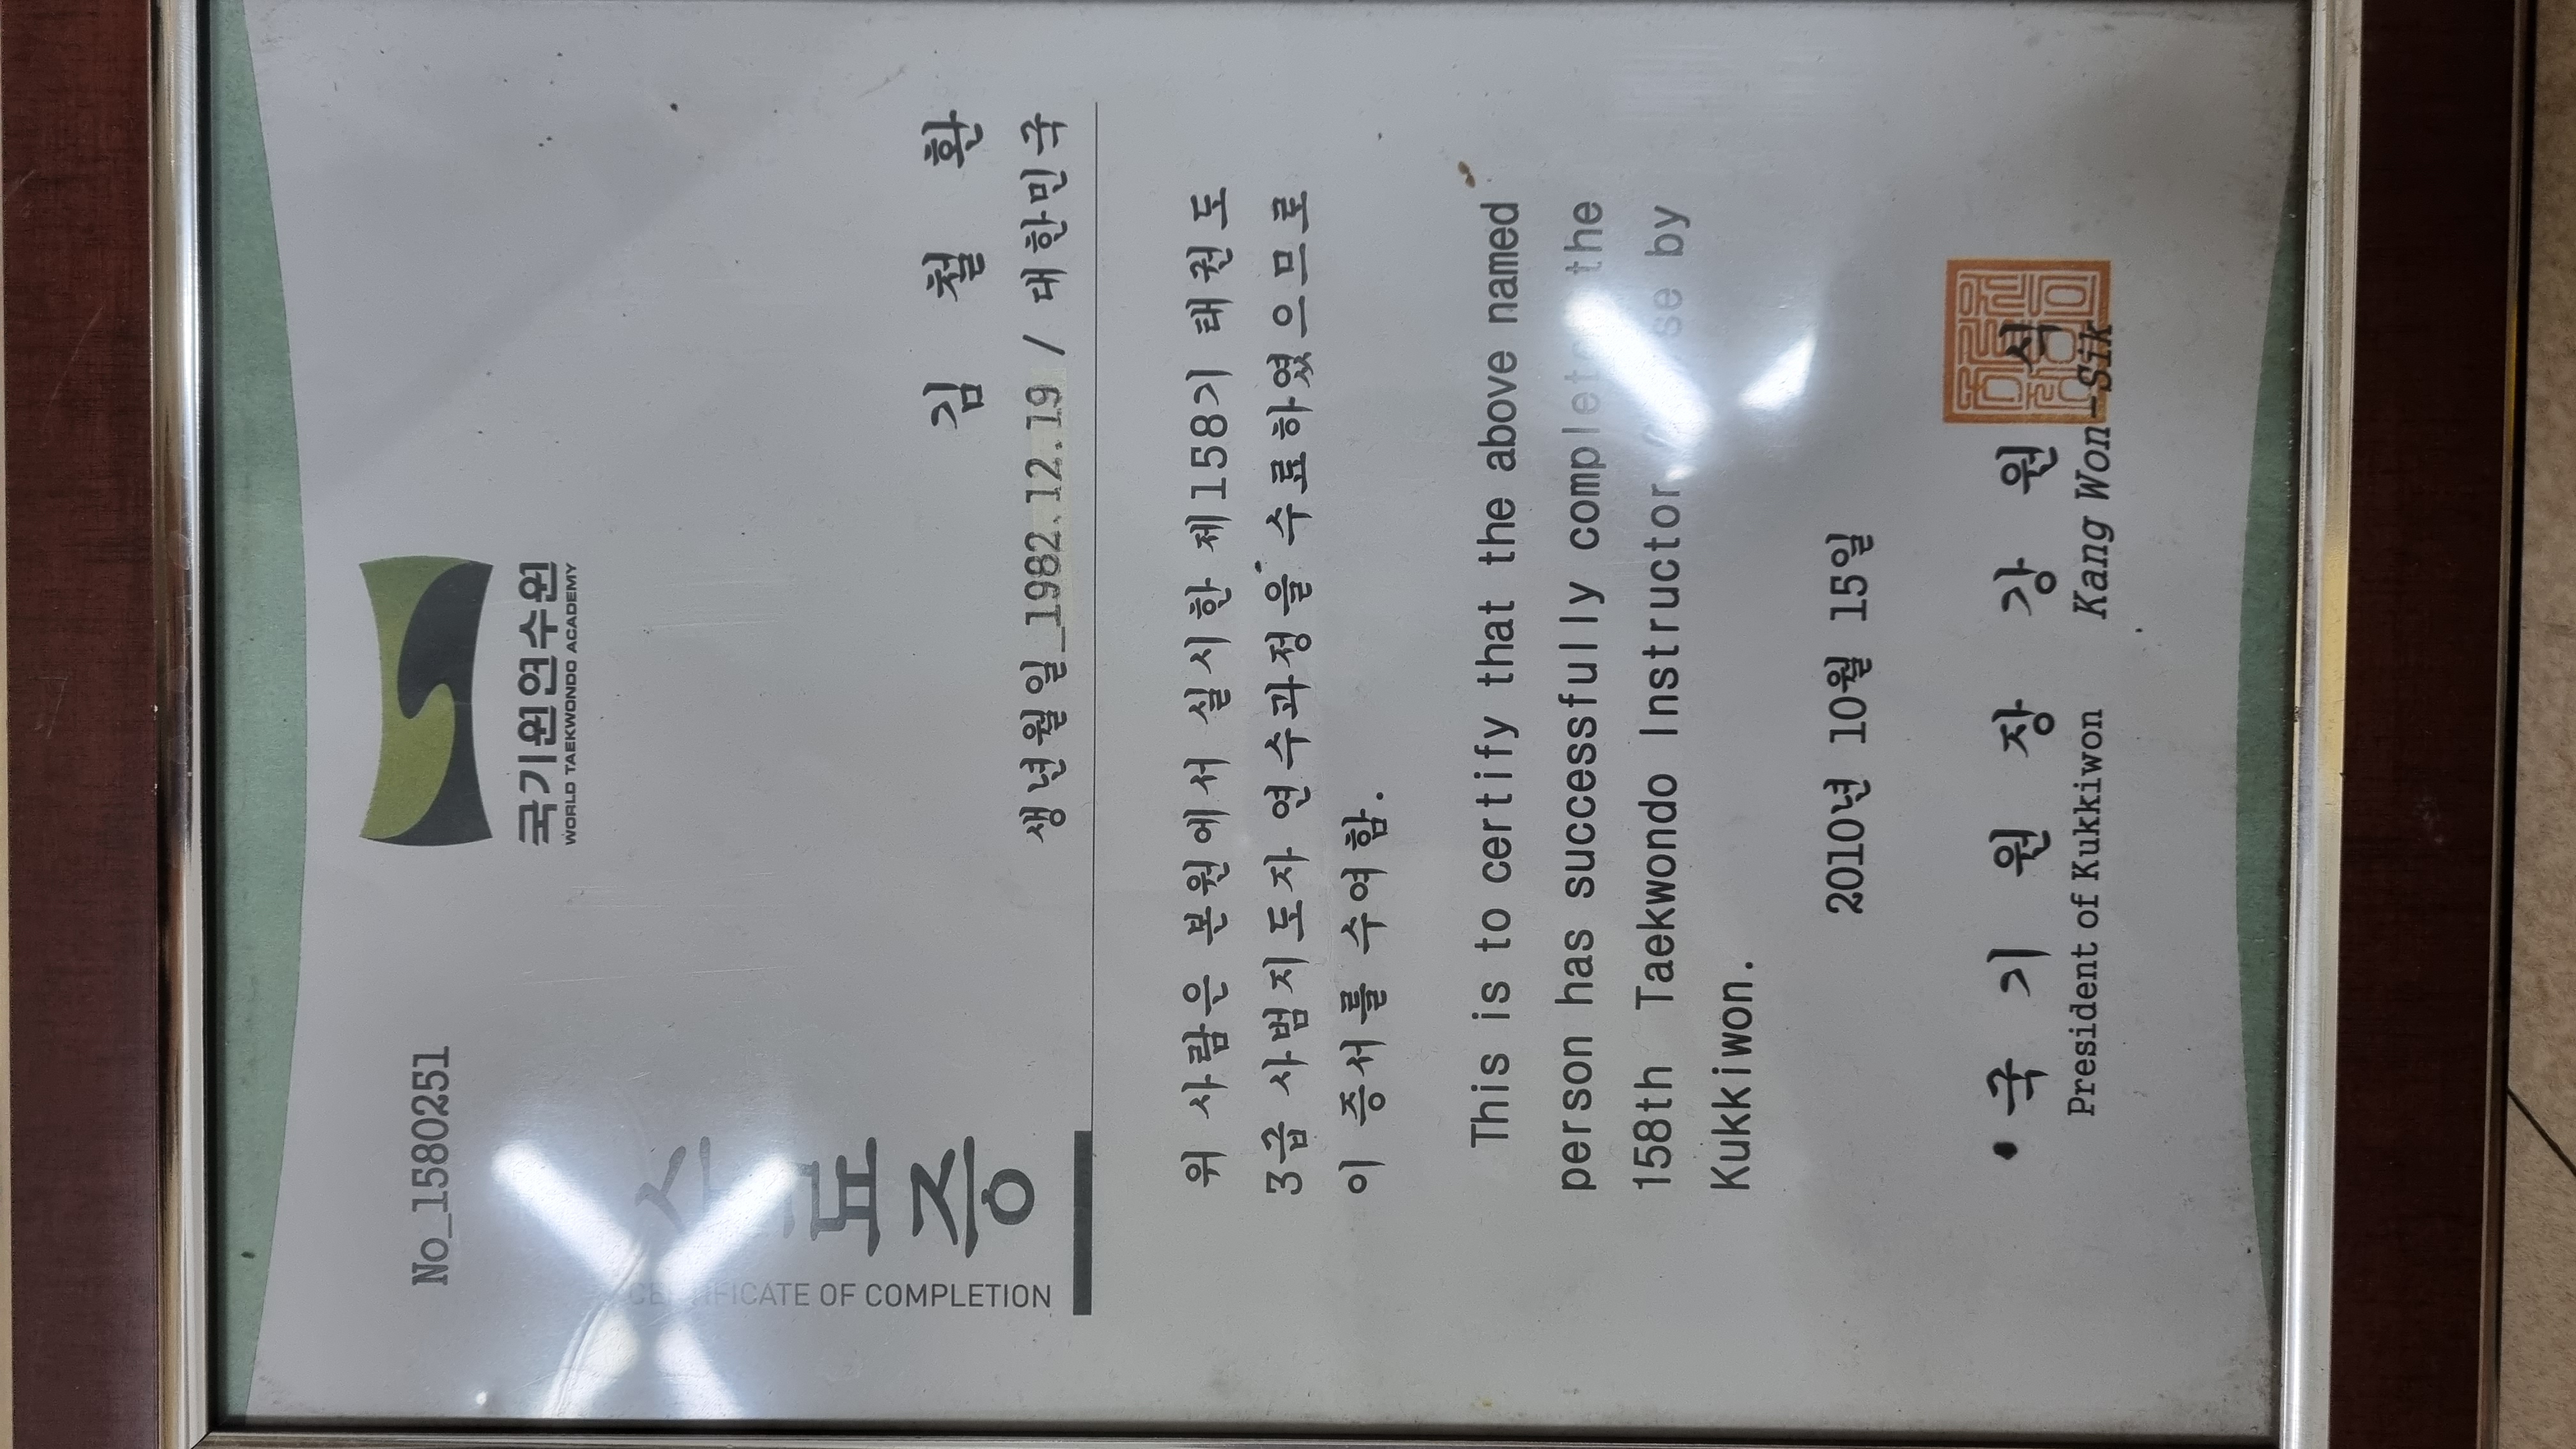 No_1580251
국기원연수원
WORLD TAEKWONDO ACADEMY
수료증
CERTIFICATE OF COMPLETION
김 철 환
생년월일_1982.12.19 / 대한민국
위 사람은 본원에서 실시한 제158기 태권도
3급 사범지도자 연수과정을 수료하였으므로
이 증서를 수여함.
This is to certify that the above named
person has successfully completed the
158th Taekwondo Instructor by
Kukkiwon.
2010년 10월 15일
국 기 원 장 강 원 식
President of Kukkiwon Kang Won-Sik